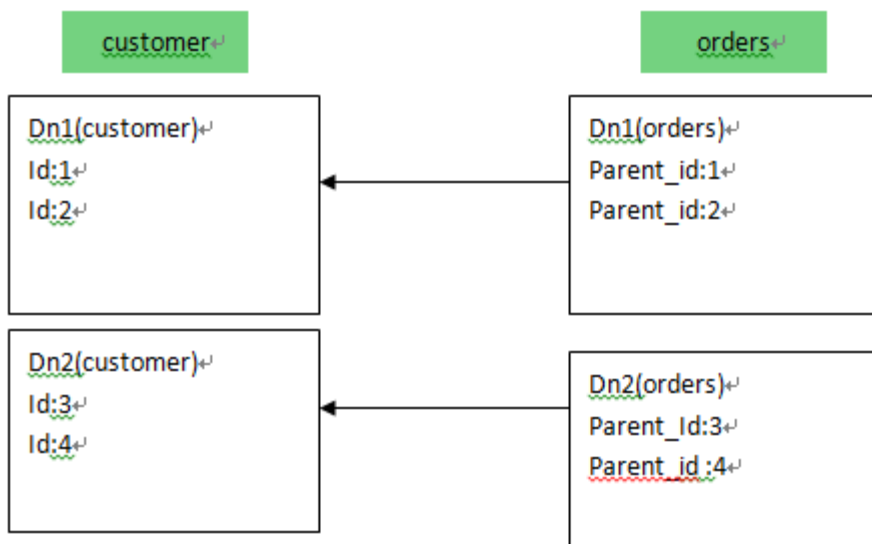 customer
orders
Dn1(customer)
Id:1
Id:2
Dn1(orders)
Parent_id:1
Parent_id:2
Dn2(customer)
Id:3
Id:4
Dn2(orders)
Parent_Id:3
Parent_id :4